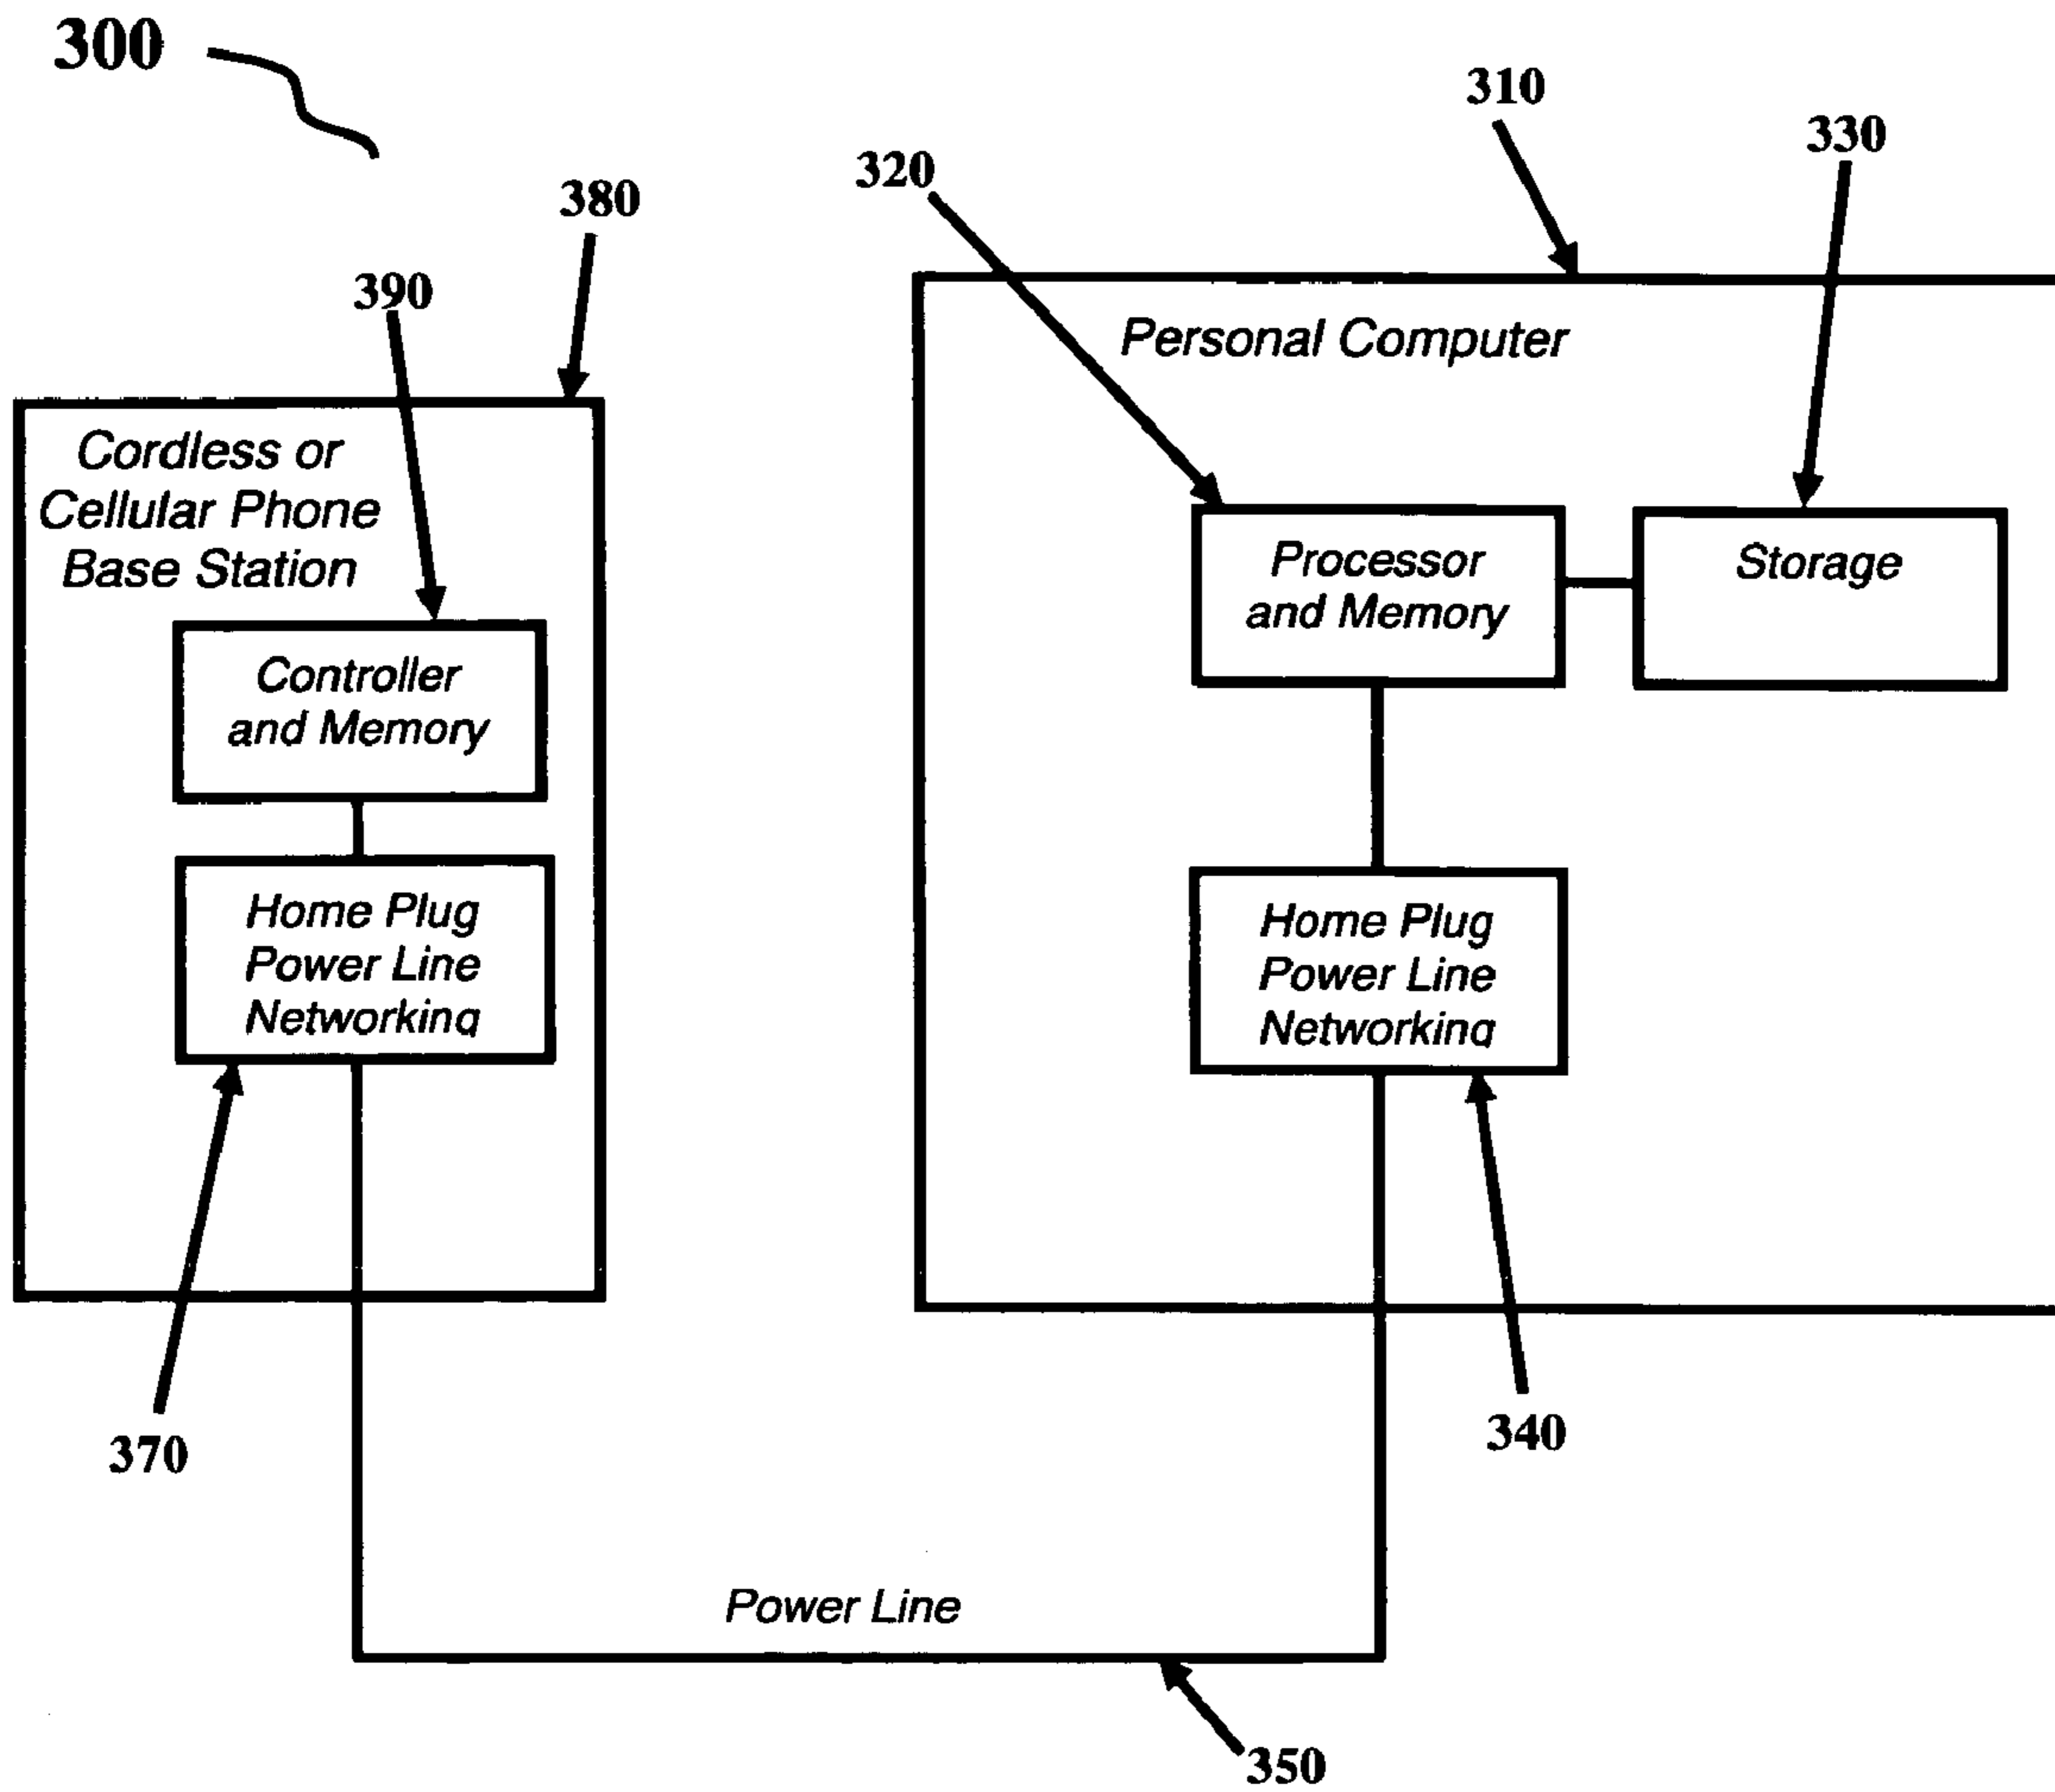 300
310
330
320
380
390
Personal Computer
Cordless or
Cellular Phone
Base Station
Processor
and Memory
Storage
Controller
and Memory
Home Plug
Power Line
Networking
Home Plug
Power Line
Networking
370
340
Power Line
350